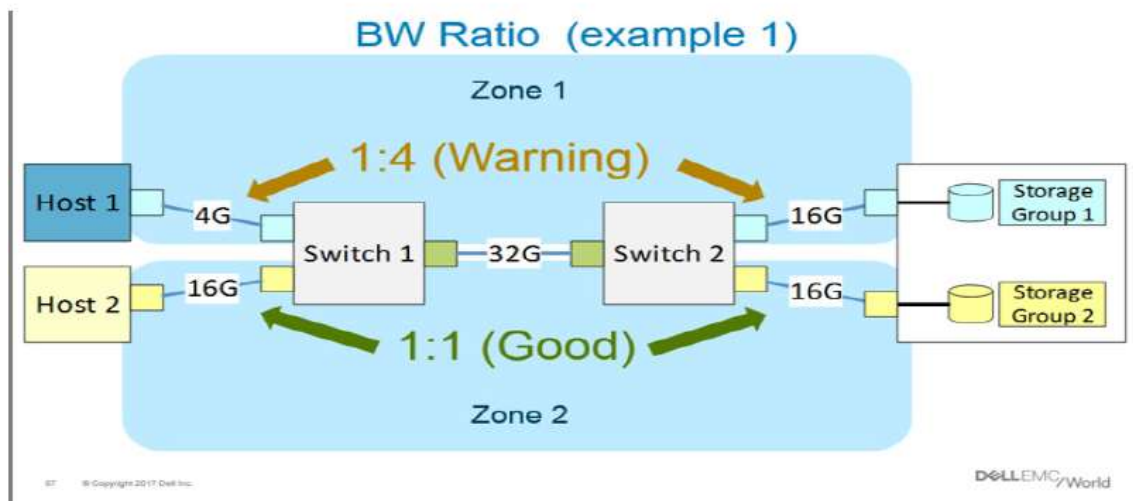 BW Ratio (example 1)
Zone 1
1:4 (Warning)
Host 1
4G
16G
Storage
Group 1
Switch 1
32G
Switch 2
Host 2
16G
16G
Storage
Group 2
1:1 (Good)
Zone 2
67 © Copyright 2017 Dell Inc.
DELLEMC/World